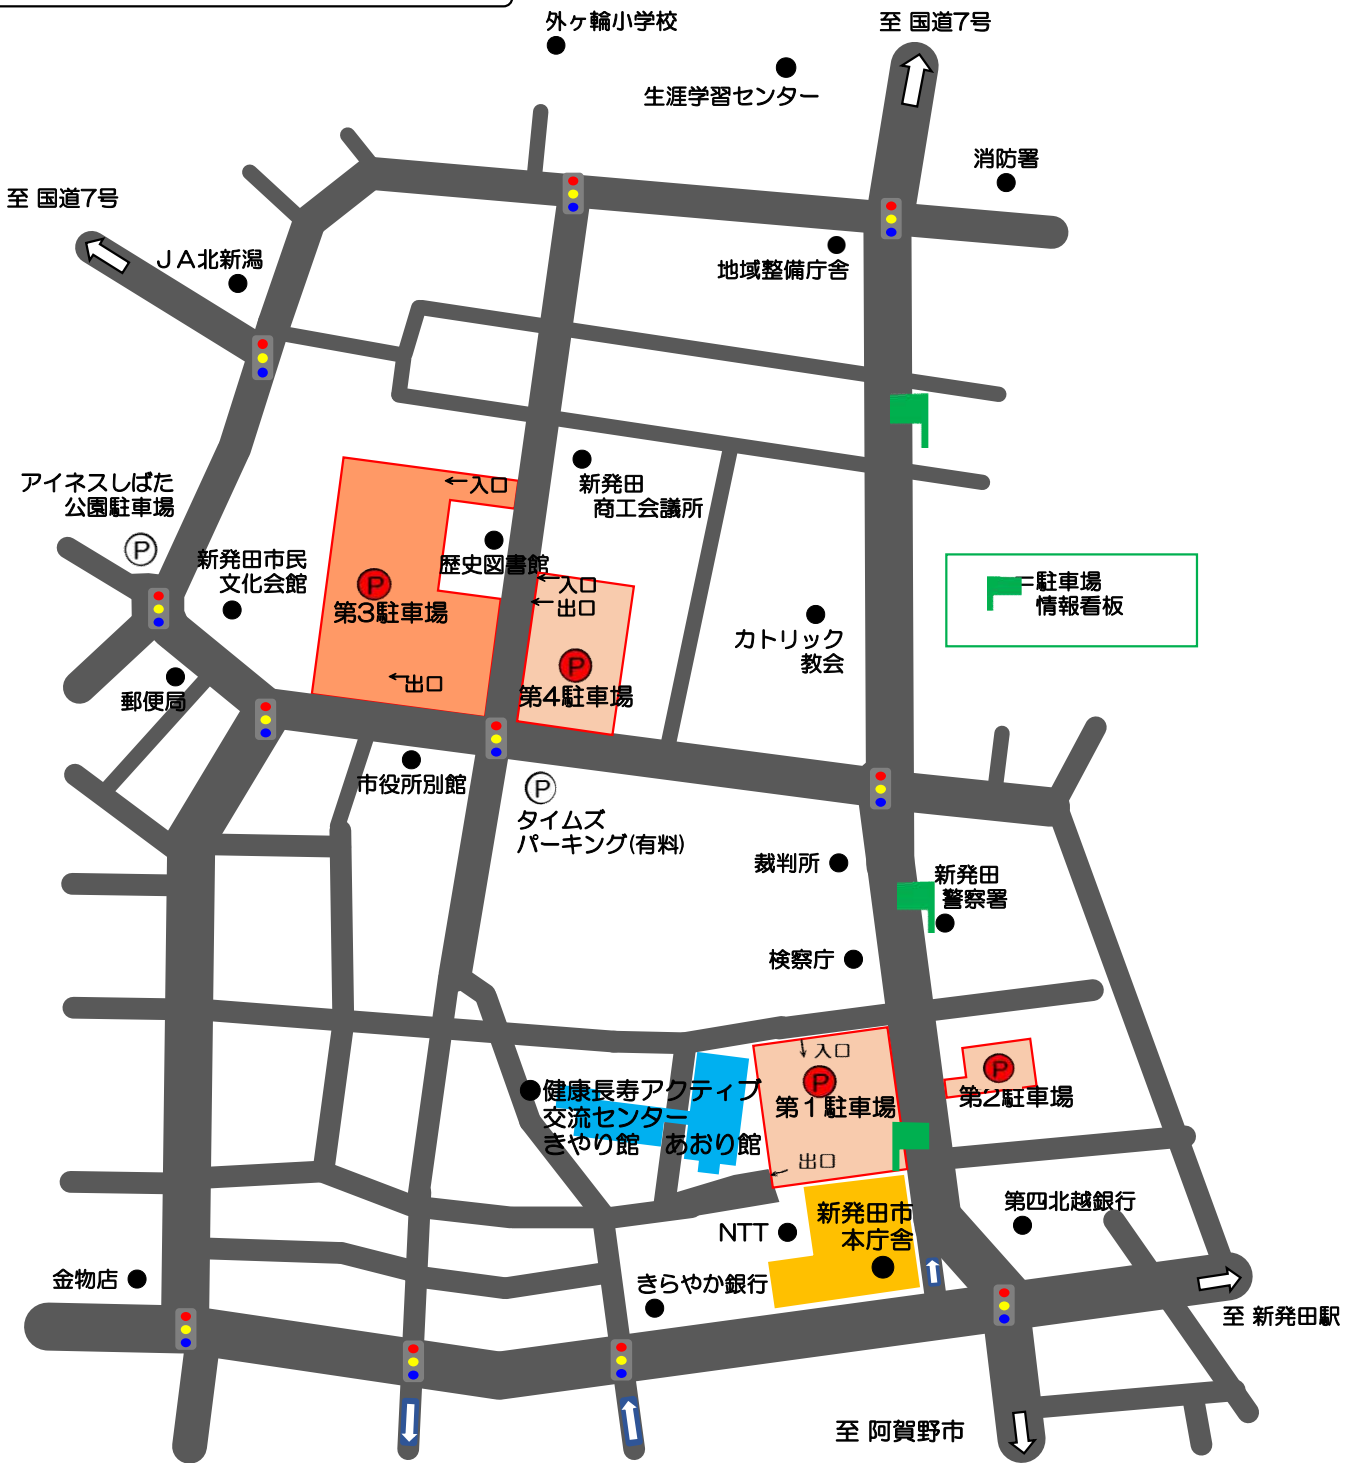 外ヶ輪小学校
至 国道7号
生涯学習センター
消防署
至 国道7号
JA北新潟
地域整備庁舎
アイネスしばた
公園駐車場
P
新発田市民
文化会館
←入口
歴史図書館
P
第3駐車場
←出口
新発田
商工会議所
←入口
←出口
P
第4駐車場
カトリック
教会
=駐車場
情報看板
郵便局
市役所別館
P
タイムズ
パーキング(有料)
裁判所
新発田
警察署
検察庁
↓入口
P
第1駐車場
←出口
P
第2駐車場
健康長寿アクティブ
交流センター
きやり館 あおり館
第四北越銀行
新発田市
本庁舎
NTT
きらやか銀行
金物店
至 新発田駅
至 阿賀野市